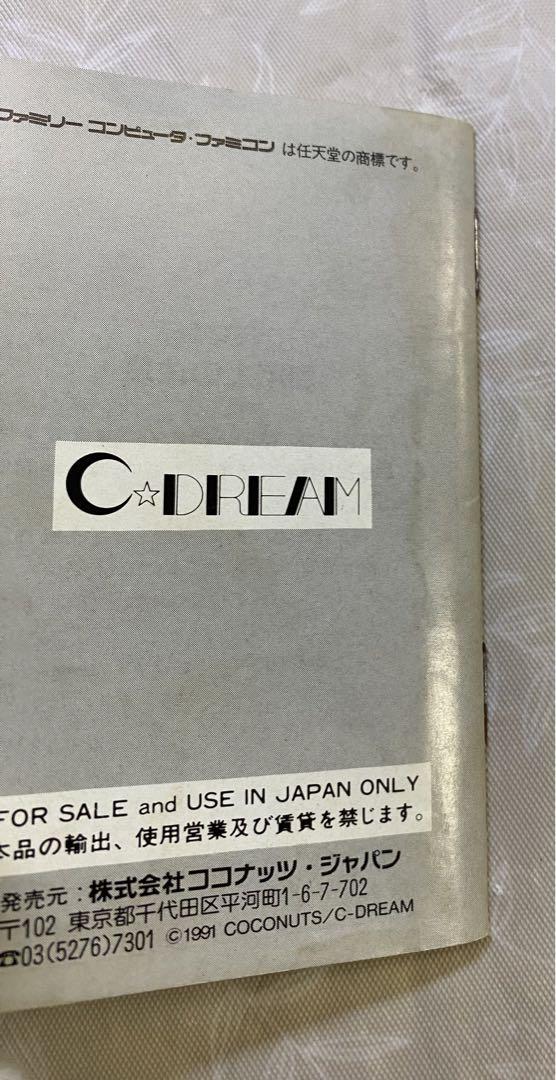 ファミリーコンピュータ・ファミコン は任天堂の商標です。
C☆DREAM
FOR SALE and USE IN JAPAN ONLY
本品の輸出、使用営業及び賃貸を禁じます。
発売元:株式会社ココナッツ・ジャパン
〒102 東京都千代田区平河町1-6-7-702
☎03(5276)7301 ©1991 COCONUTS/C-DREAM